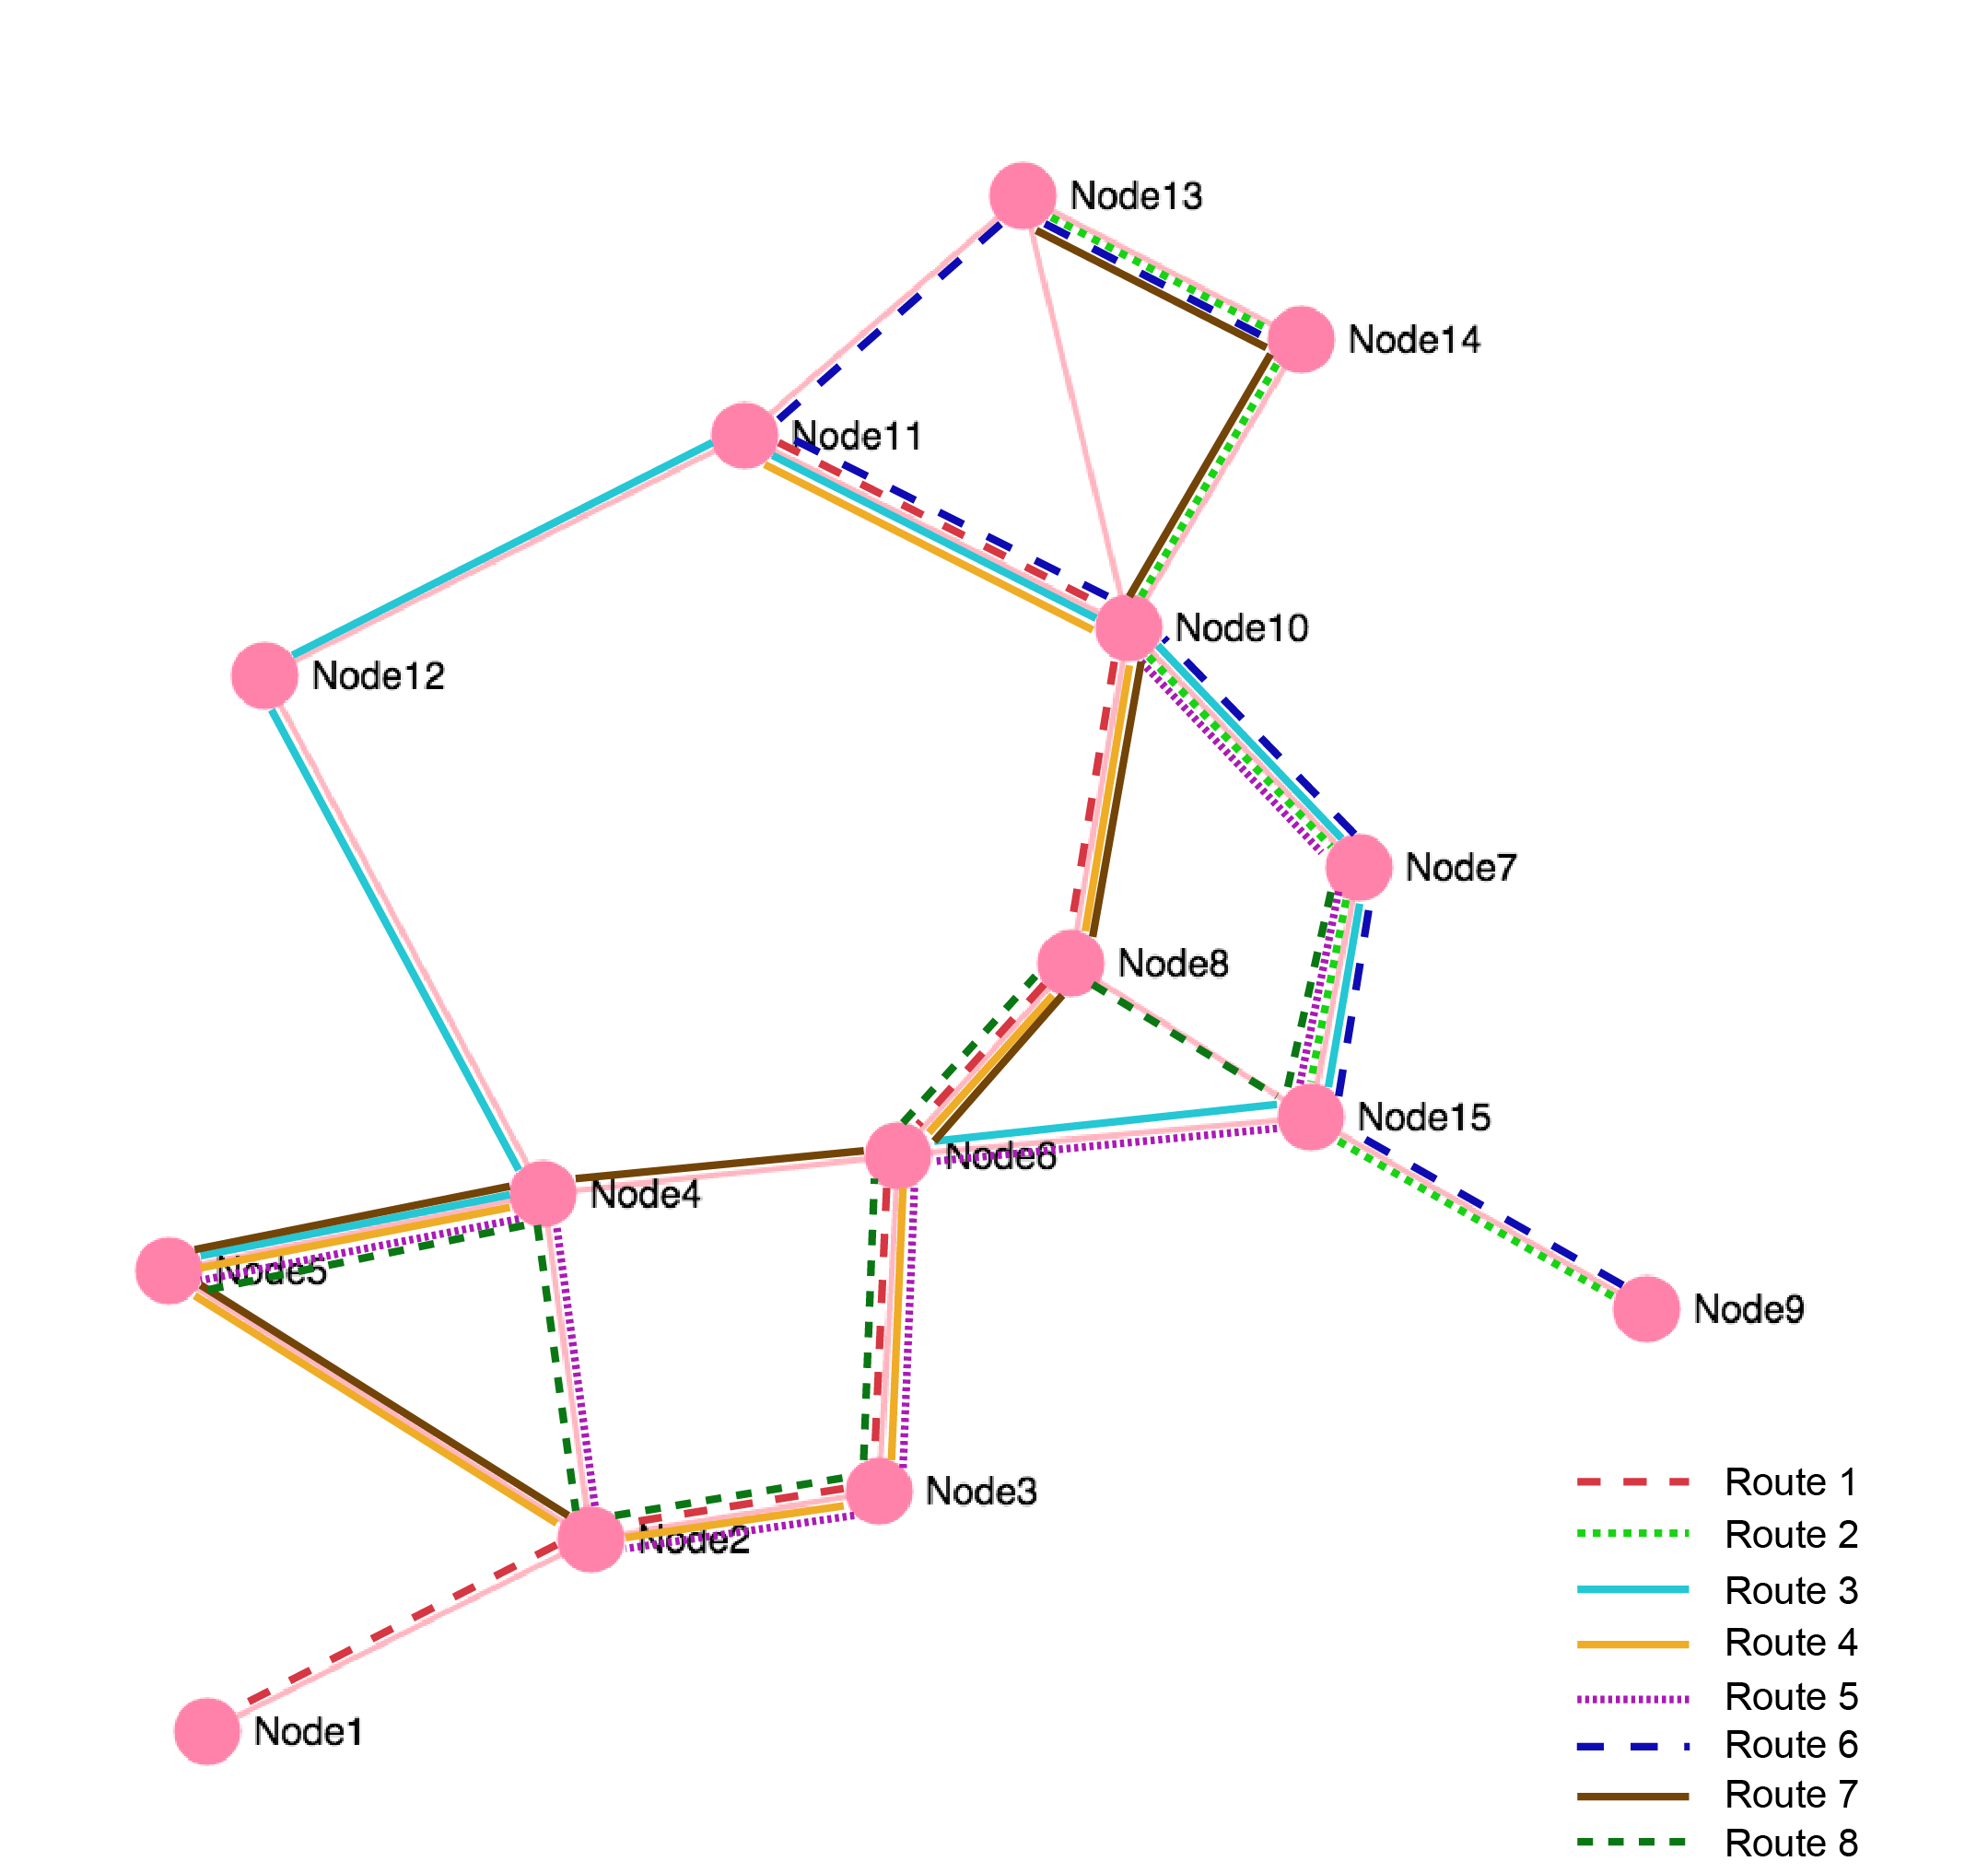 Node13
Node14
Node11
Node10
Node12
Node7
Node8
Node15
Node6
Node4
Node5
Node9
Node3
Node2
Node1
Route 1
Route 2
Route 3
Route 4
Route 5
Route 6
Route 7
Route 8